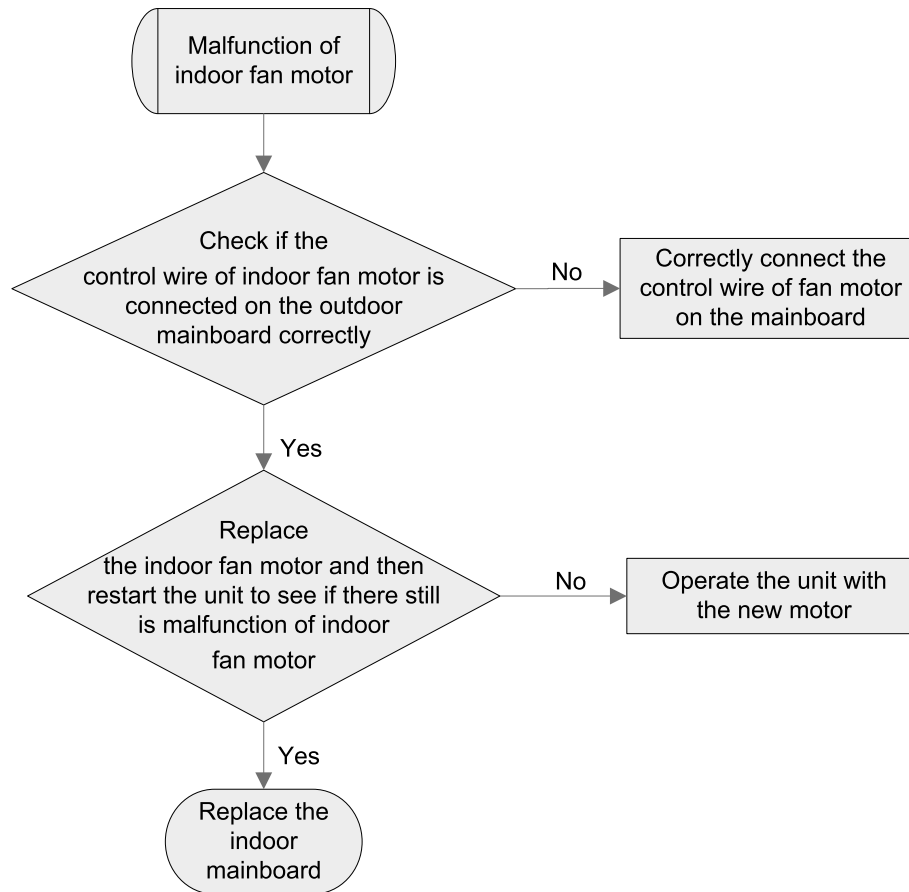 Malfunction of
indoor fan motor
Check if the
control wire of indoor fan motor is
connected on the outdoor
mainboard correctly
No
Correctly connect the
control wire of fan motor
on the mainboard
Yes
Replace
the indoor fan motor and then
restart the unit to see if there still
is malfunction of indoor
fan motor
No
Operate the unit with
the new motor
Yes
Replace the
indoor
mainboard